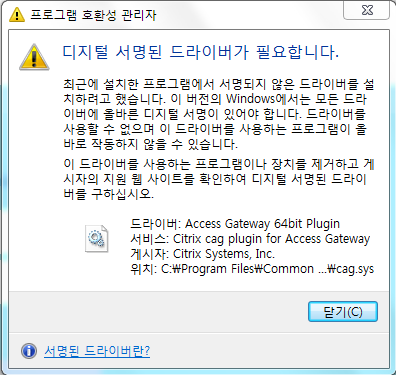 프로그램 호환성 관리자
디지털 서명된 드라이버가 필요합니다.
최근에 설치한 프로그램에서 서명되지 않은 드라이버를 설
치하려고 했습니다. 이 버전의 Windows에서는 모든 드라이
버에 올바른 디지털 서명이 있어야 합니다. 드라이버를
사용할 수 없으며 이 드라이버를 사용하는 프로그램이 올
바로 작동하지 않을 수 있습니다.
이 드라이버를 사용하는 프로그램이나 장치를 제거하고 게
시자의 지원 웹 사이트를 확인하여 디지털 서명된 드라이
버를 구하십시오.
드라이버: Access Gateway 64bit Plugin
서비스: Citrix cag plugin for Access Gateway
게시자: Citrix Systems, Inc.
위치: C:\Program Files\Common ...\cag.sys
닫기(C)
서명된 드라이버란?